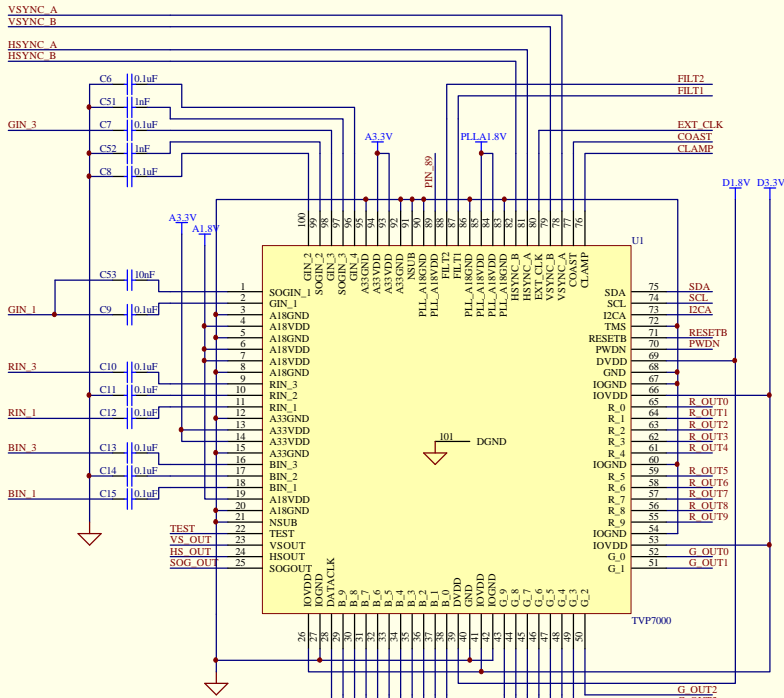 VSYNC_A
VSYNC_B
HSYNC_A
HSYNC_B
C6 0.1uF
FILT2
C51 1nF
FILT1
GIN_3 C7 0.1uF
EXT_CLK
A3.3V
PLLA1.8V
COAST
C52 1nF
CLAMP
C8 0.1uF
PIN_89
D1.8V
D3.3V
A3.3V
A1.8V
100 99 98 97 96 95 94 93 92 91 90 89 88 87 86 85 84 83 82 81 80 79 78 77 76
U1
GIN_2
SOGIN_2
GIN_3
SOGIN_3
GIN_4
A33GND
A33VDD
A33VDD
A33GND
NSUB
PLL_A18GND
PLL_A18VDD
FILT2
FILT1
PLL_A18GND
PLL_A18VDD
PLL_A18VDD
PLL_A18GND
HSYNC_B
HSYNC_A
EXT_CLK
VSYNC_B
VSYNC_A
COAST
CLAMP
C53 10nF
GIN_1 C9 0.1uF
RIN_3 C10 0.1uF
C11 0.1uF
RIN_1 C12 0.1uF
BIN_3 C13 0.1uF
C14 0.1uF
BIN_1 C15 0.1uF
1 SOGIN_1
2 GIN_1
3 A18GND
4 A18VDD
5 A18GND
6 A18VDD
7 A18VDD
8 A18GND
9 RIN_3
10 RIN_2
11 RIN_1
12 A33GND
13 A33VDD
14 A33VDD
15 A33GND
16 BIN_3
17 BIN_2
18 BIN_1
19 A18VDD
20 A18GND
21 NSUB
TEST 22 TEST
VS_OUT 23 VSOUT
HS_OUT 24 HSOUT
SOG_OUT 25 SOGOUT
101 DGND
SDA 75 SDA
SCL 74 SCL
I2CA 73 I2CA
TMS 72
RESETB 71 RESETB
PWDN 70 PWDN
DVDD 69
GND 68
IOGND 67
IOVDD 66
R_0 65 R_OUT0
R_1 64 R_OUT1
R_2 63 R_OUT2
R_3 62 R_OUT3
R_4 61 R_OUT4
IOGND 60
R_5 59 R_OUT5
R_6 58 R_OUT6
R_7 57 R_OUT7
R_8 56 R_OUT8
R_9 55 R_OUT9
IOGND 54
IOVDD 53
G_0 52 G_OUT0
G_1 51 G_OUT1
IOVDD
IOGND
DATACLK
B_9
B_8
B_7
B_6
B_5
B_4
B_3
B_2
B_1
B_0
DVDD
GND
IOVDD
IOGND
G_9
G_8
G_7
G_6
G_5
G_4
G_3
G_2
TVP7000
26 27 28 29 30 31 32 33 34 35 36 37 38 39 40 41 42 43 44 45 46 47 48 49 50
G_OUT2